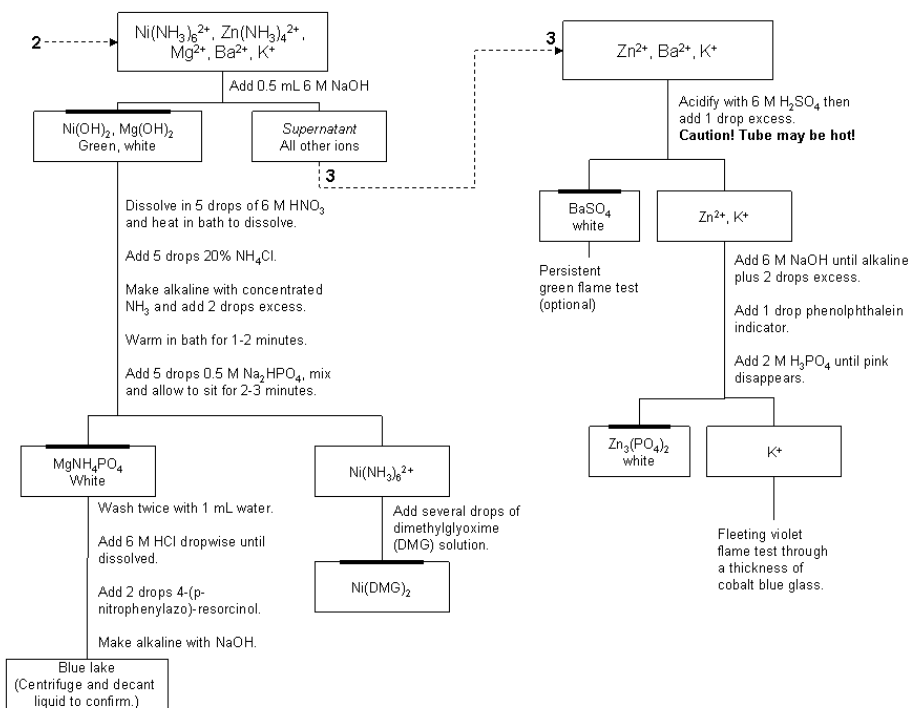 2
Ni(NH₃)₆²⁺, Zn(NH₃)₄²⁺,
Mg²⁺, Ba²⁺, K⁺
Add 0.5 mL 6 M NaOH
Ni(OH)₂, Mg(OH)₂
Green, white
Supernatant
All other ions
3
Dissolve in 5 drops of 6 M HNO₃
and heat in bath to dissolve.
Add 5 drops 20% NH₄Cl.
Make alkaline with concentrated
NH₃ and add 2 drops excess.
Warm in bath for 1-2 minutes.
Add 5 drops 0.5 M Na₂HPO₄, mix
and allow to sit for 2-3 minutes.
MgNH₄PO₄
White
Wash twice with 1 mL water.
Add 6 M HCl dropwise until
dissolved.
Add 2 drops 4-(p-
nitrophenylazo)-resorcinol.
Make alkaline with NaOH.
Blue lake
(Centrifuge and decant
liquid to confirm.)
Ni(NH₃)₆²⁺
Add several drops of
dimethylglyoxime
(DMG) solution.
Ni(DMG)₂
3
Zn²⁺, Ba²⁺, K⁺
Acidify with 6 M H₂SO₄ then
add 1 drop excess.
Caution! Tube may be hot!
BaSO₄
white
Persistent
green flame test
(optional)
Zn²⁺, K⁺
Add 6 M NaOH until alkaline
plus 2 drops excess.
Add 1 drop phenolphthalein
indicator.
Add 2 M H₃PO₄ until pink
disappears.
Zn₃(PO₄)₂
white
K⁺
Fleeting violet
flame test through
a thickness of
cobalt blue glass.